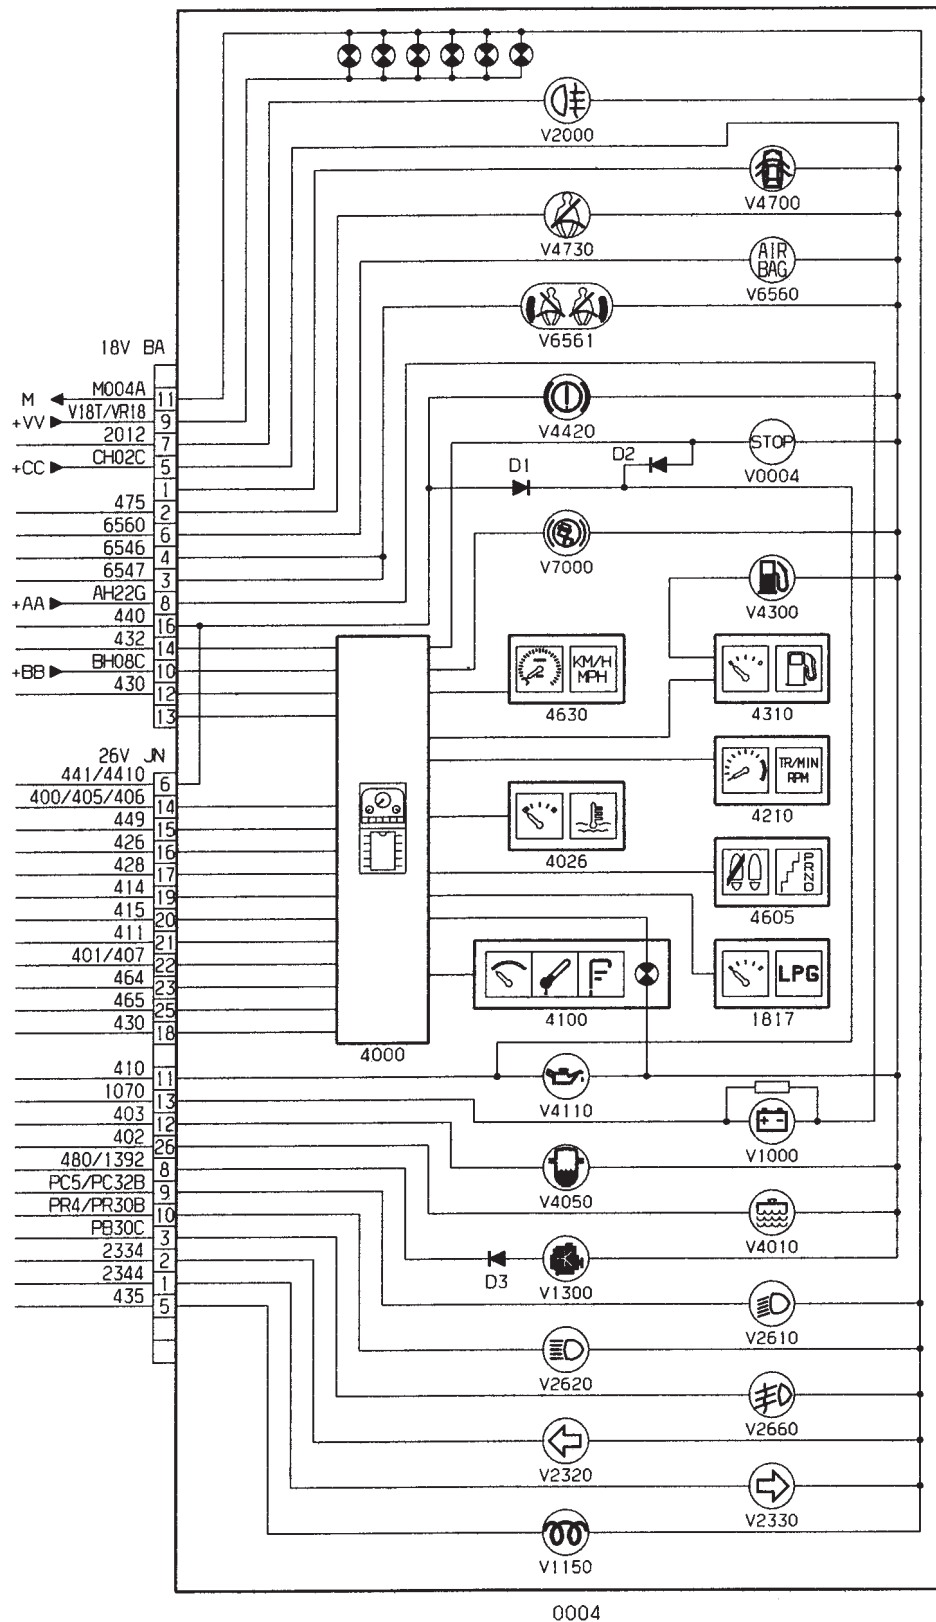 V2000
V4700
V4730
AIR
BAG
V6560
V6561
18V BA
M M004A 11
+VV V18T/VR18 9
2012 7
+CC CH02C 5
1
475 2
6560 6
6546 4
6547 3
+AA AH22G 8
440 16
432 14
+BB BH08C 10
430 12
13
V4420
STOP
V0004
D1
D2
V7000
V4300
KM/H
MPH
4630
4310
26V JN
441/4410 6
400/405/406 14
449 15
426 16
428 17
414 19
415 20
411 21
401/407 22
464 23
465 25
430 18
410 11
1070 13
403 12
402 26
480/1392 8
PC5/PC32B 9
PR4/PR30B 10
PB30C 3
2334 2
2344 1
435 5
TR/MIN
RPM
4210
4026
P
R
N
D
4605
4100
LPG
1817
4000
V4110
+ -
V1000
V4050
V4010
D3
V1300
V2610
V2620
V2660
V2320
V2330
V1150
0004